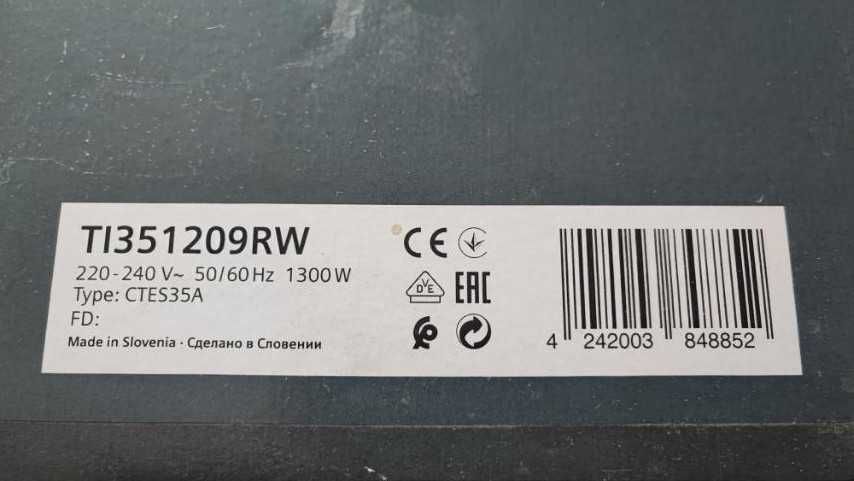 TI351209RW
220-240 V~ 50/60 Hz 1300 W
Type: CTES35A
FD:
Made in Slovenia · Сделано в Словении
CE
DVE
EAC
4 242003 848852